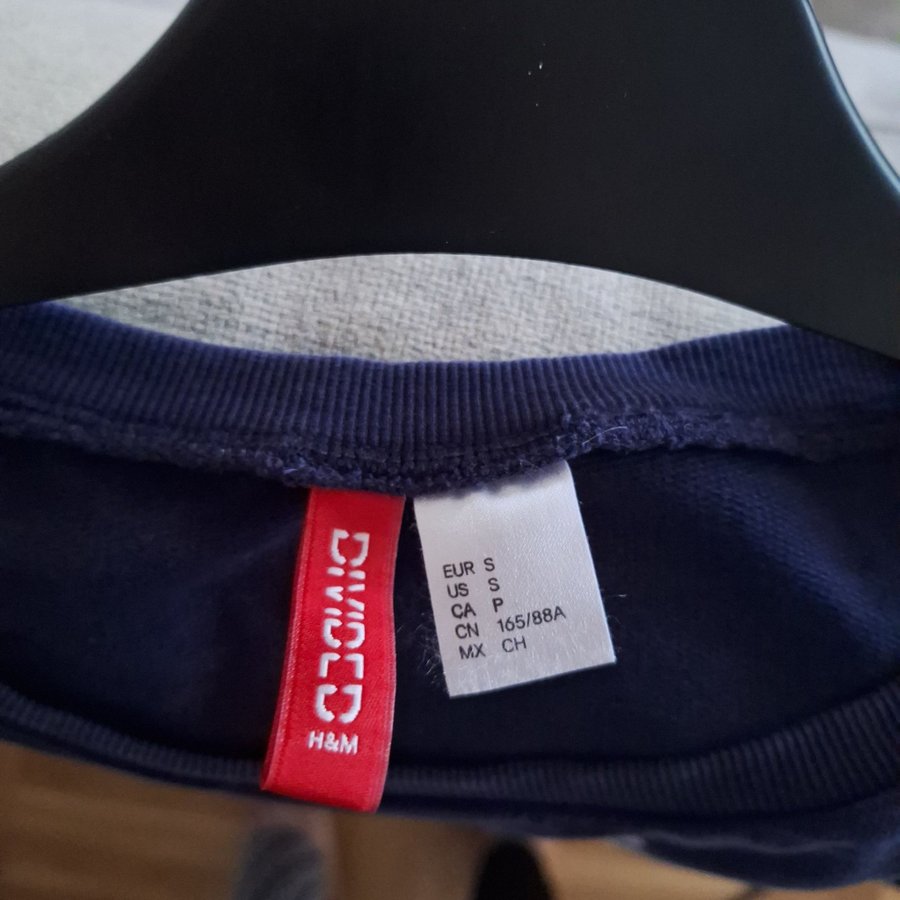 DIVIDED
H&M
EUR S
US S
CA P
CN 165/88A
MX CH